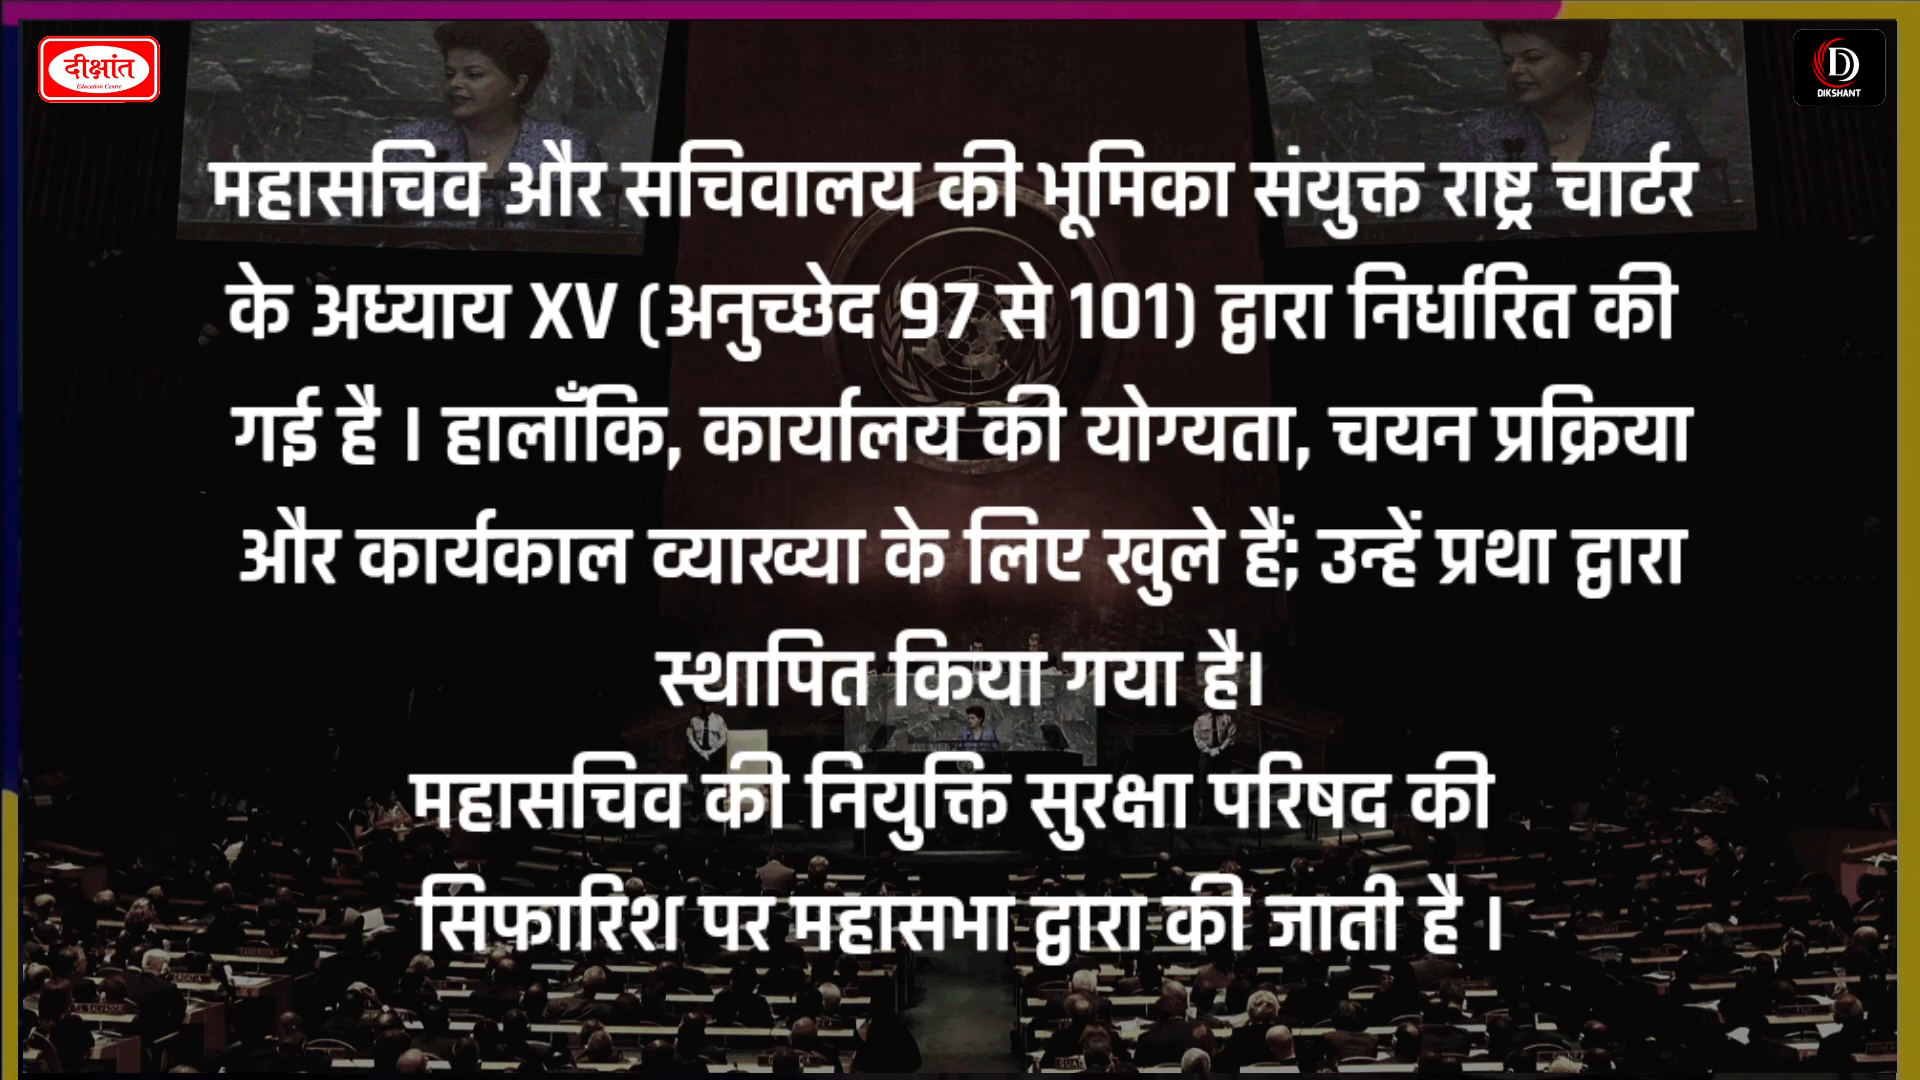 दीक्षांत
Education Centre
D
DIKSHANT
महासचिव और सचिवालय की भूमिका संयुक्त राष्ट्र चार्टर
के अध्याय XV (अनुच्छेद 97 से 101) द्वारा निर्धारित की
गई है । हालाँकि, कार्यालय की योग्यता, चयन प्रक्रिया
और कार्यकाल व्याख्या के लिए खुले हैं; उन्हें प्रथा द्वारा
स्थापित किया गया है।
महासचिव की नियुक्ति सुरक्षा परिषद की
सिफारिश पर महासभा द्वारा की जाती है ।